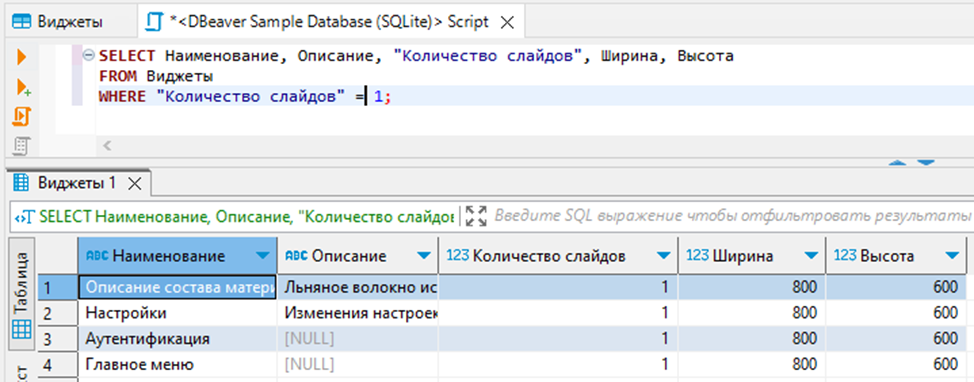 Виджеты
*<DBeaver Sample Database (SQLite)> Script
SELECT Наименование, Описание, "Количество слайдов", Ширина, Высота
FROM Виджеты
WHERE "Количество слайдов" = 1;
Виджеты 1
SELECT Наименование, Описание, "Количество слайдов
Введите SQL выражение чтобы отфильтровать результаты
Таблица
ABC Наименование ABC Описание 123 Количество слайдов 123 Ширина 123 Высота
1 Описание состава матери Льняное волокно ис 1 800 600
2 Настройки Изменения настроек 1 800 600
3 Аутентификация [NULL] 1 800 600
4 Главное меню [NULL] 1 800 600